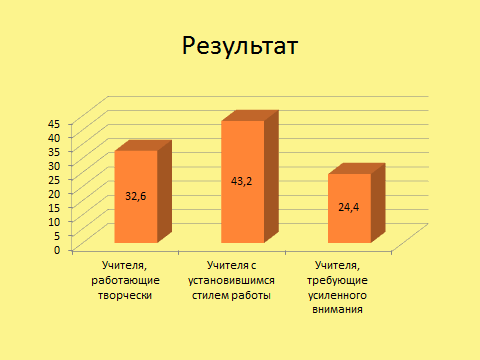 Результат
45
40
35
30
25
20
15
10
5
0
32,6
43,2
24,4
Учителя,
работающие
творчески
Учителя с
установившимся
стилем работы
Учителя,
требующие
усиленного
внимания